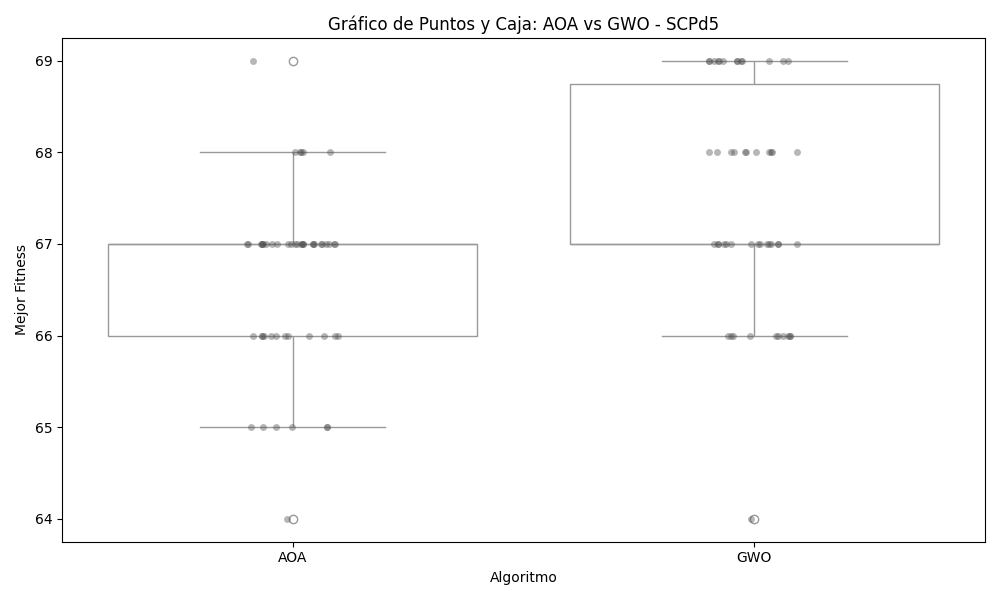 Gráfico de Puntos y Caja: AOA vs GWO - SCPd5
69
68
67
66
65
64
Mejor Fitness
AOA
GWO
Algoritmo